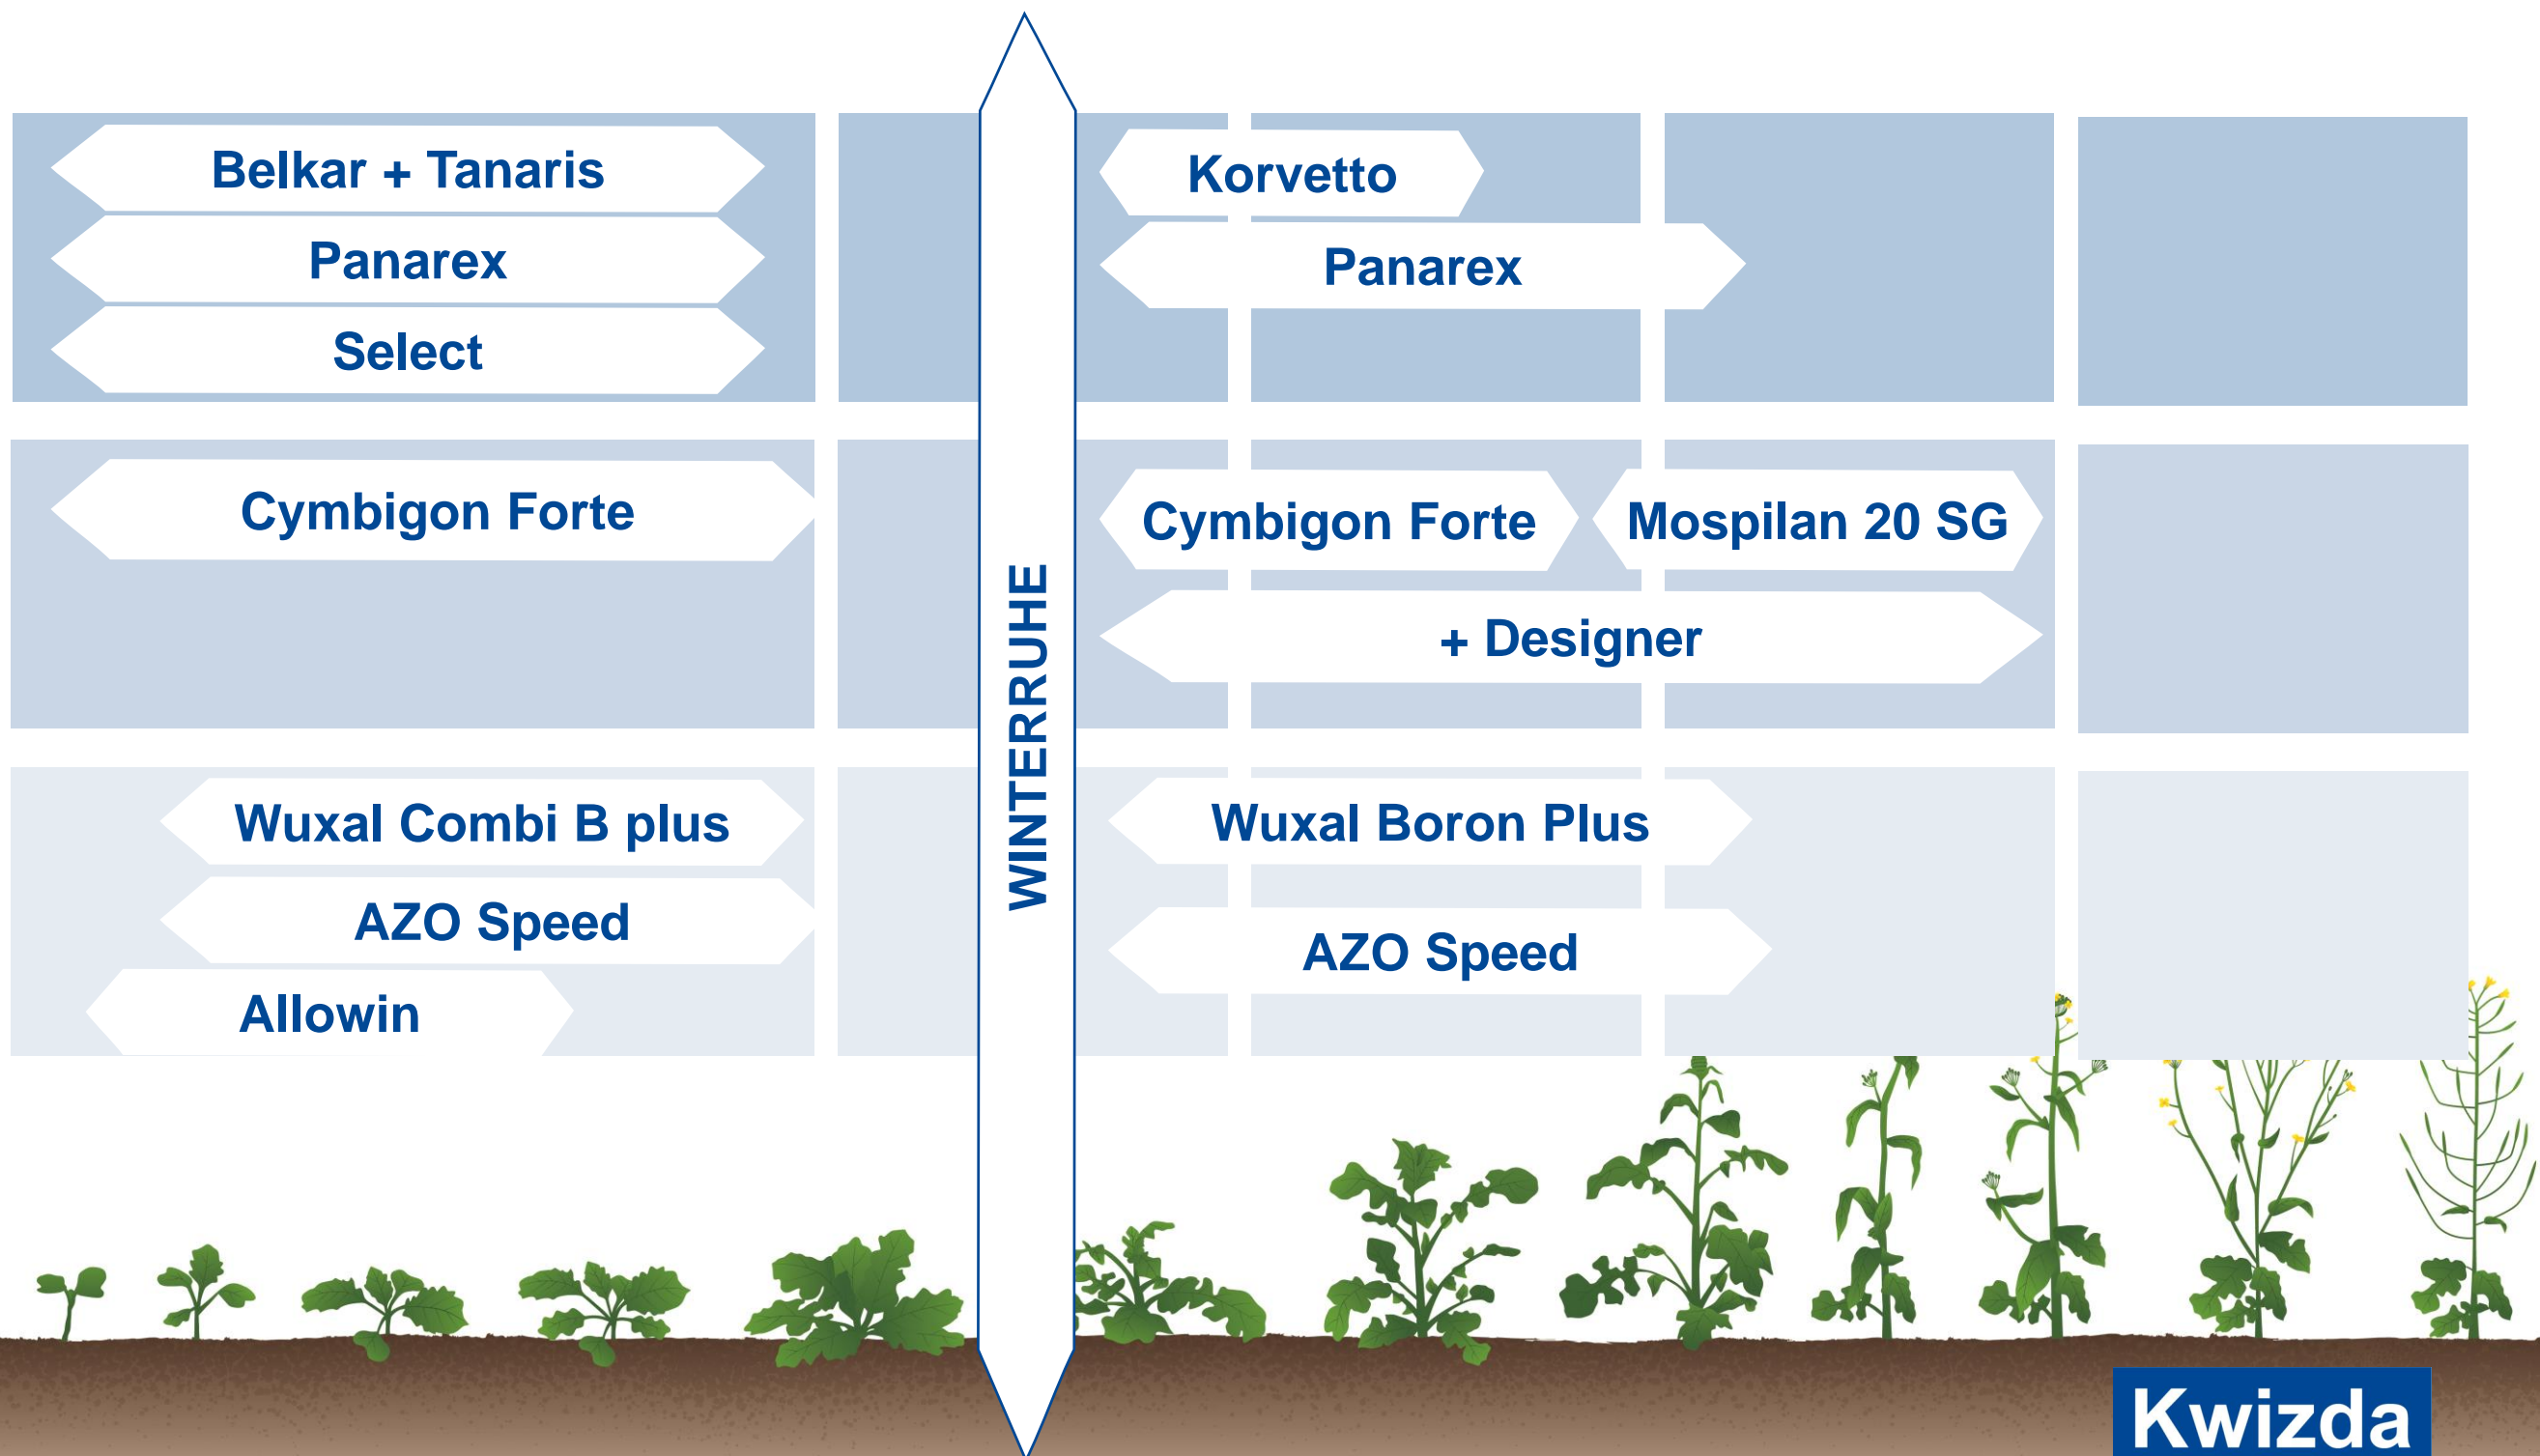 Belkar + Tanaris
Panarex
Select
Korvetto
Panarex
Cymbigon Forte
Cymbigon Forte
Mospilan 20 SG
+ Designer
WINTERRUHE
Wuxal Combi B plus
AZO Speed
Allowin
Wuxal Boron Plus
AZO Speed
Kwizda